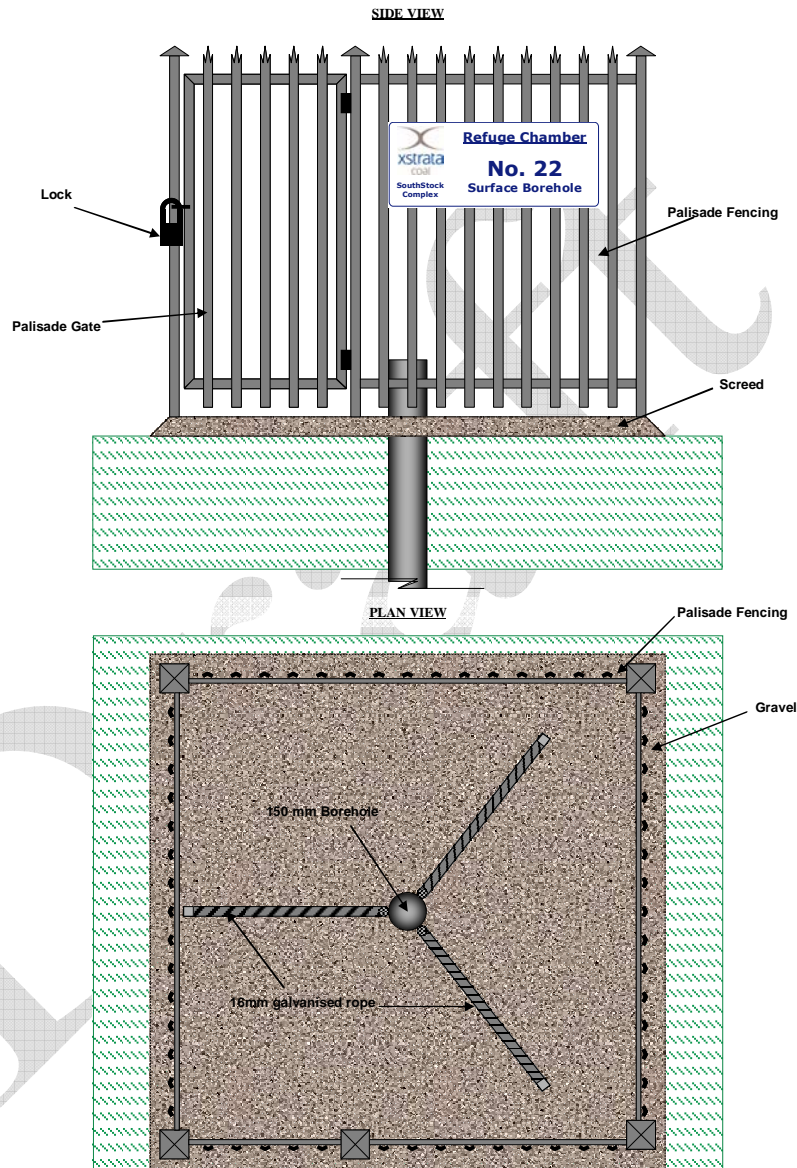 SIDE VIEW
Refuge Chamber
xstrata
coal
No. 22
SouthStock
Complex
Surface Borehole
Lock
Palisade Fencing
Palisade Gate
Screed
PLAN VIEW
Palisade Fencing
Gravel
150 mm Borehole
16mm galvanised rope